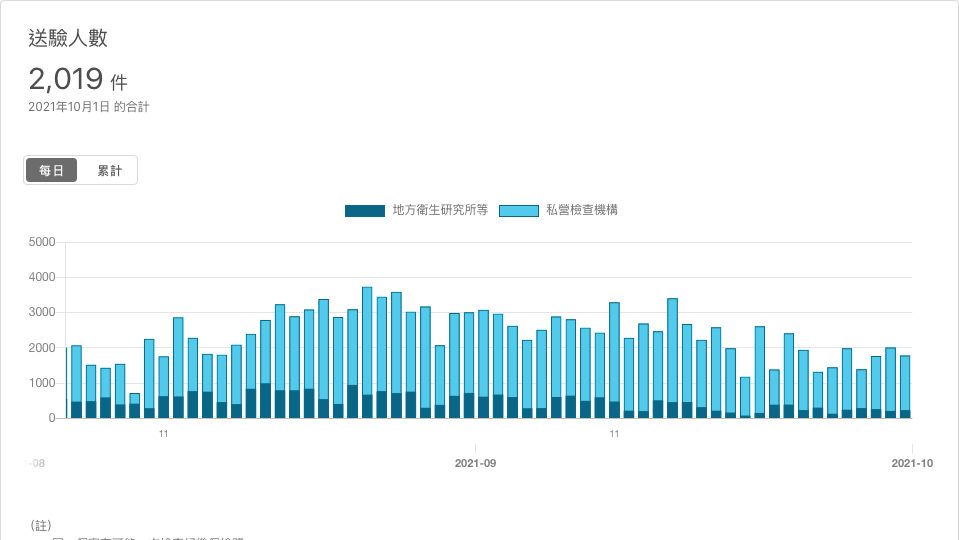 送驗人數
2,019 件
2021年10月1日 的合計
每日 累計
地方衛生研究所等 私營檢查機構
5000
4000
3000
2000
1000
0
11 11
-08 2021-09 2021-10
（註）